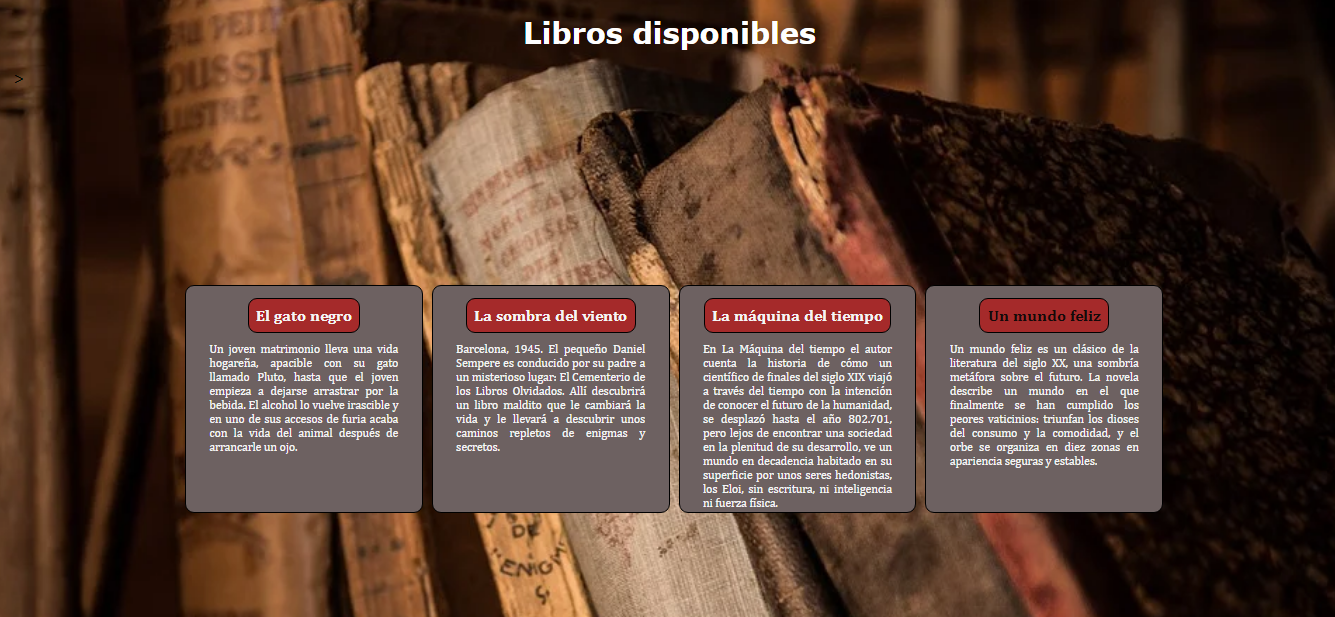 Libros disponibles
>
OUSSI
El gato negro
Un joven matrimonio lleva una vida
hogareña, apacible con su gato
llamado Pluto, hasta que el joven
empieza a dejarse arrastrar por la
bebida. El alcohol lo vuelve irascible y
en uno de sus accesos de furia acaba
con la vida del animal después de
arrancarle un ojo.
La sombra del viento
Barcelona, 1945. El pequeño Daniel
Sempere es conducido por su padre a
un misterioso lugar: El Cementerio de
los Libros Olvidados. Allí descubrirá
un libro maldito que le cambiará la
vida y le llevará a descubrir unos
caminos repletos de enigmas y
secretos.
La máquina del tiempo
En La Máquina del tiempo el autor
cuenta la historia de cómo un
científico de finales del siglo XIX viajó
a través del tiempo con la intención
de conocer el futuro de la humanidad,
se desplazó hasta el año 802.701,
pero lejos de encontrar una sociedad
en la plenitud de su desarrollo, ve un
mundo en decadencia habitado en su
superficie por unos seres hedonistas,
los Eloi, sin escritura, ni inteligencia
ni fuerza física.
Un mundo feliz
Un mundo feliz es un clásico de la
literatura del siglo XX, una sombría
metáfora sobre el futuro. La novela
describe un mundo en el que
finalmente se han cumplido los
peores vaticinios: triunfan los dioses
del consumo y la comodidad, y el
orbe se organiza en diez zonas en
apariencia seguras y estables.
DE